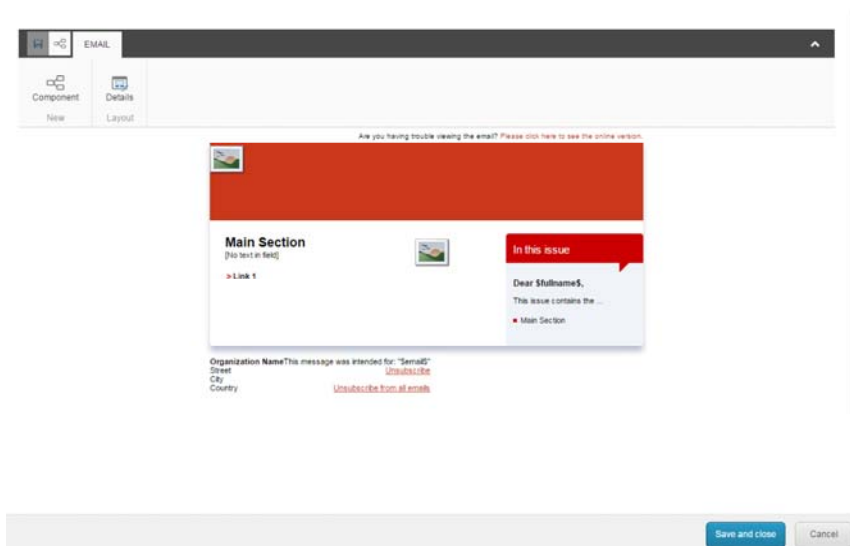 EMAIL
Component
Details
New
Layout
Are you having trouble viewing the email? Please click here to see the online version.
Main Section
[No text in field]
>Link 1
In this issue
Dear $fullname$,
This issue contains the ...
Main Section
Organization NameThis message was intended for: "$email$"
Street
Unsubscribe
City
Country
Unsubscribe from all emails
Save and close
Cancel